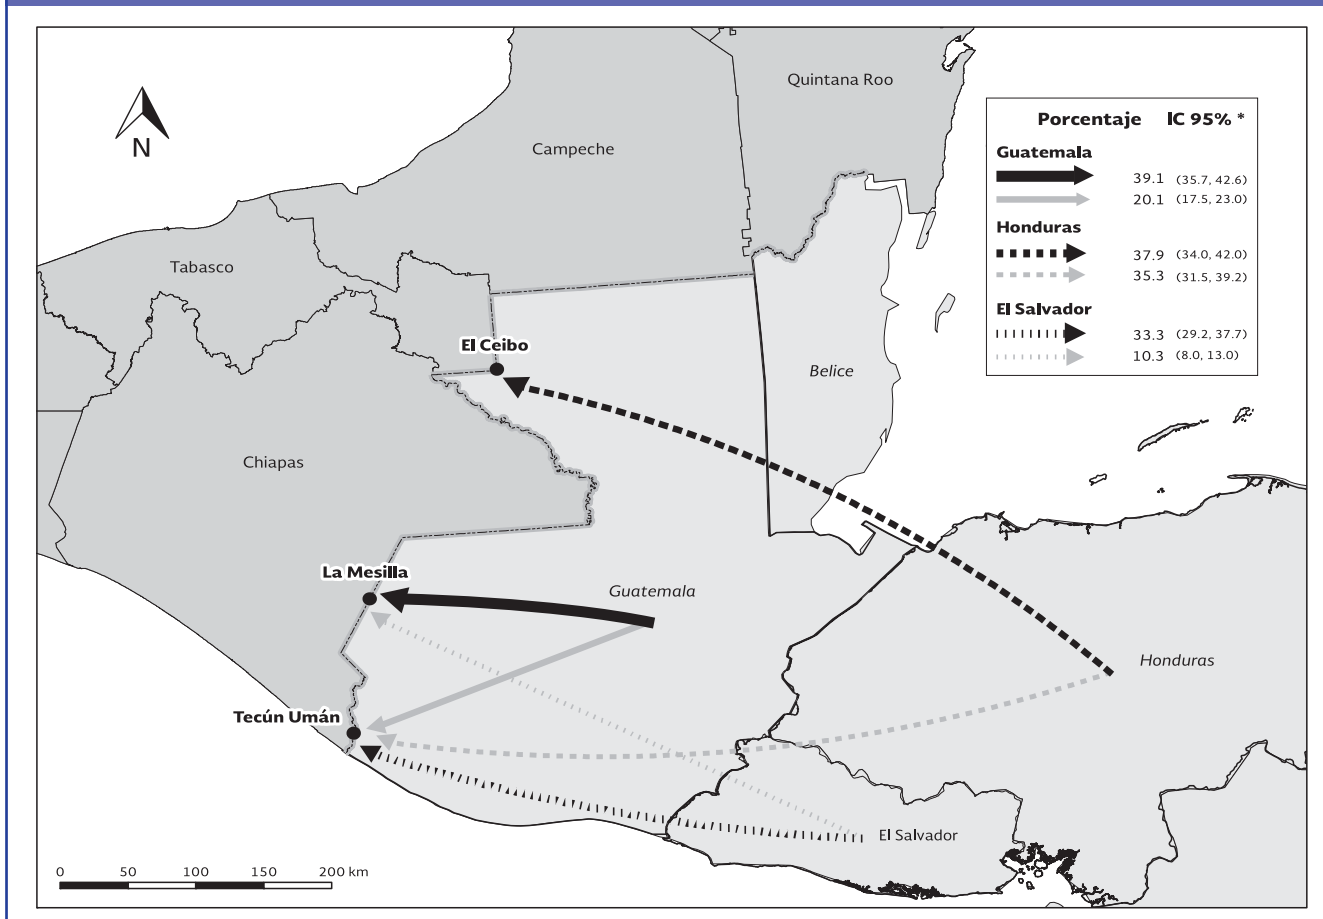 Quintana Roo
Porcentaje IC 95% *
Guatemala
39.1 (35.7, 42.6)
20.1 (17.5, 23.0)
Honduras
37.9 (34.0, 42.0)
35.3 (31.5, 39.2)
El Salvador
33.3 (29.2, 37.7)
10.3 (8.0, 13.0)
N
Campeche
Tabasco
El Ceibo
Belice
Chiapas
La Mesilla
Guatemala
Honduras
Tecún Umán
El Salvador
0 50 100 150 200 km